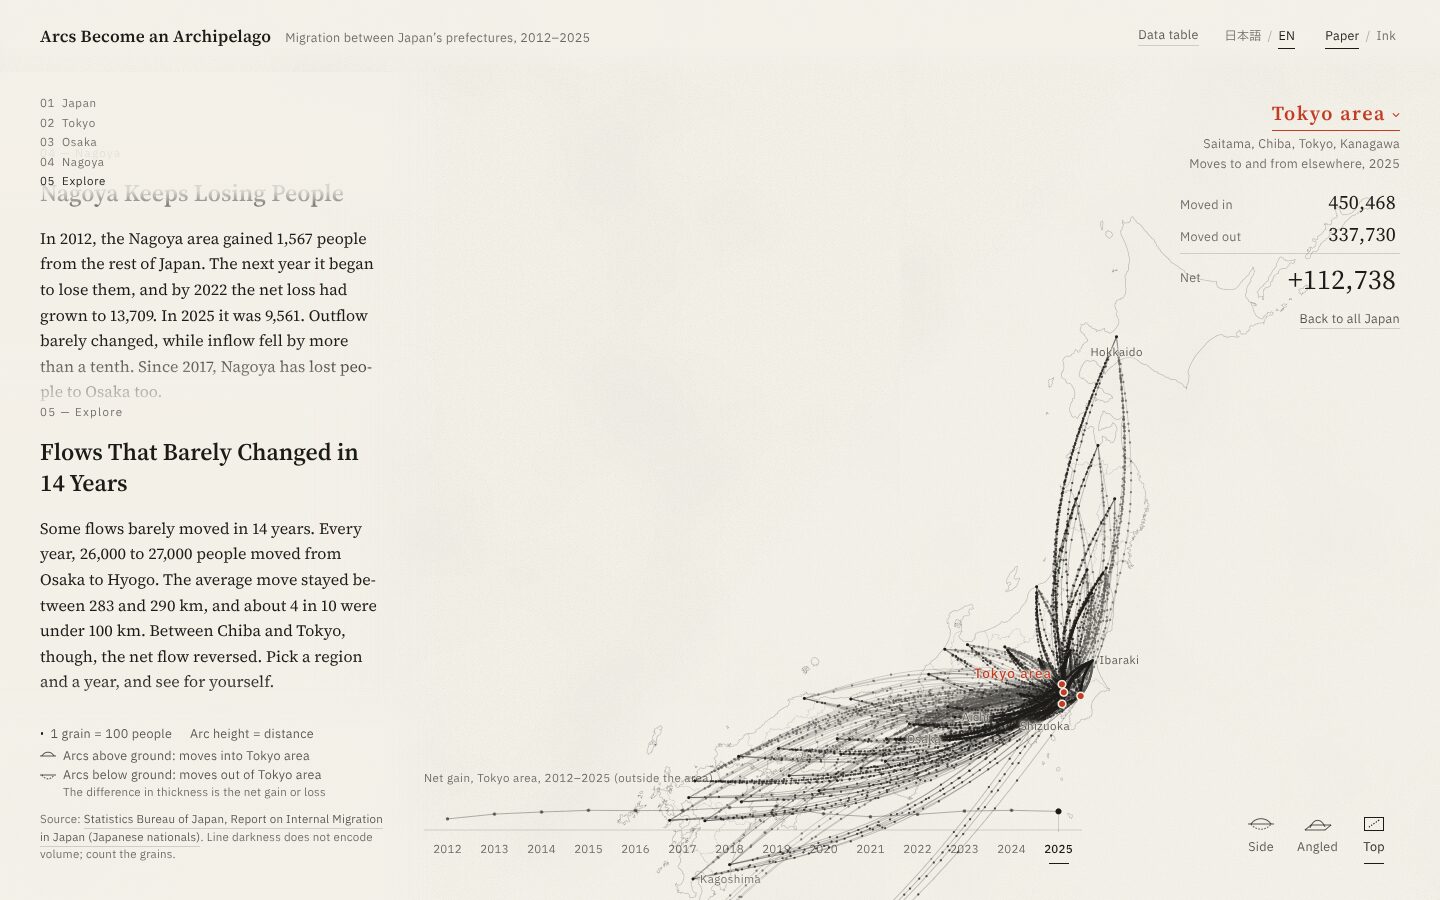 Arcs Become an Archipelago
Migration between Japan's prefectures, 2012–2025
Data table
日本語 / EN
Paper / Ink
01 Japan
02 Tokyo
03 Osaka
04 — Nagoya
04 Nagoya
05 Explore
Nagoya Keeps Losing People
In 2012, the Nagoya area gained 1,567 people
from the rest of Japan. The next year it began
to lose them, and by 2022 the net loss had
grown to 13,709. In 2025 it was 9,561. Outflow
barely changed, while inflow fell by more
than a tenth. Since 2017, Nagoya has lost peo-
ple to Osaka too.
05 — Explore
Flows That Barely Changed in
14 Years
Some flows barely moved in 14 years. Every
year, 26,000 to 27,000 people moved from
Osaka to Hyogo. The average move stayed be-
tween 283 and 290 km, and about 4 in 10 were
under 100 km. Between Chiba and Tokyo,
though, the net flow reversed. Pick a region
and a year, and see for yourself.
1 grain = 100 people Arc height = distance
Arcs above ground: moves into Tokyo area
Arcs below ground: moves out of Tokyo area
The difference in thickness is the net gain or loss
Source: Statistics Bureau of Japan, Report on Internal Migration
in Japan (Japanese nationals). Line darkness does not encode
volume; count the grains.
Tokyo area
Saitama, Chiba, Tokyo, Kanagawa
Moves to and from elsewhere, 2025
Moved in 450,468
Moved out 337,730
Net +112,738
Back to all Japan
Hokkaido
Ibaraki
Tokyo area
Aichi
Shizuoka
Osaka
Kagoshima
Net gain, Tokyo area, 2012–2025 (outside the area)
2012 2013 2014 2015 2016 2017 2018 2019 2020 2021 2022 2023 2024 2025
Side
Angled
Top